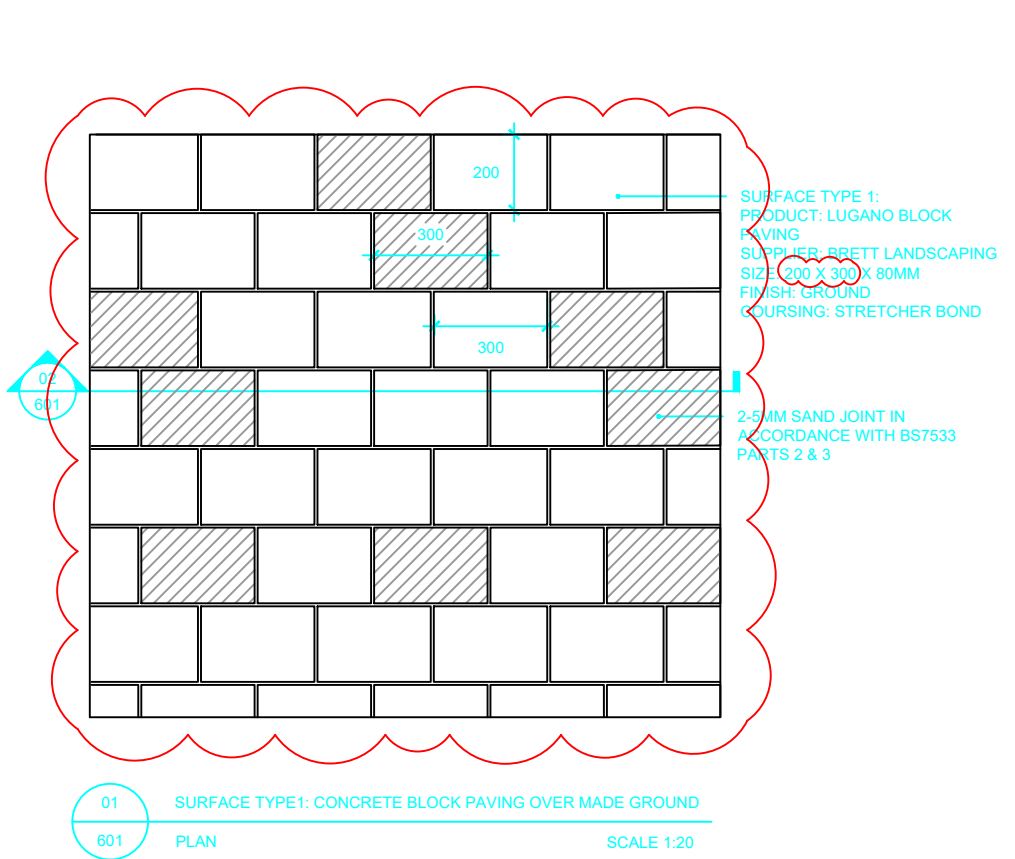 200
SURFACE TYPE 1:
PRODUCT: LUGANO BLOCK
PAVING
SUPPLIER: BRETT LANDSCAPING
SIZE: 200 X 300 X 80MM
FINISH: GROUND
COURSING: STRETCHER BOND
300
300
02
601
2-5MM SAND JOINT IN
ACCORDANCE WITH BS7533
PARTS 2 & 3
01
SURFACE TYPE1: CONCRETE BLOCK PAVING OVER MADE GROUND
601
PLAN
SCALE 1:20